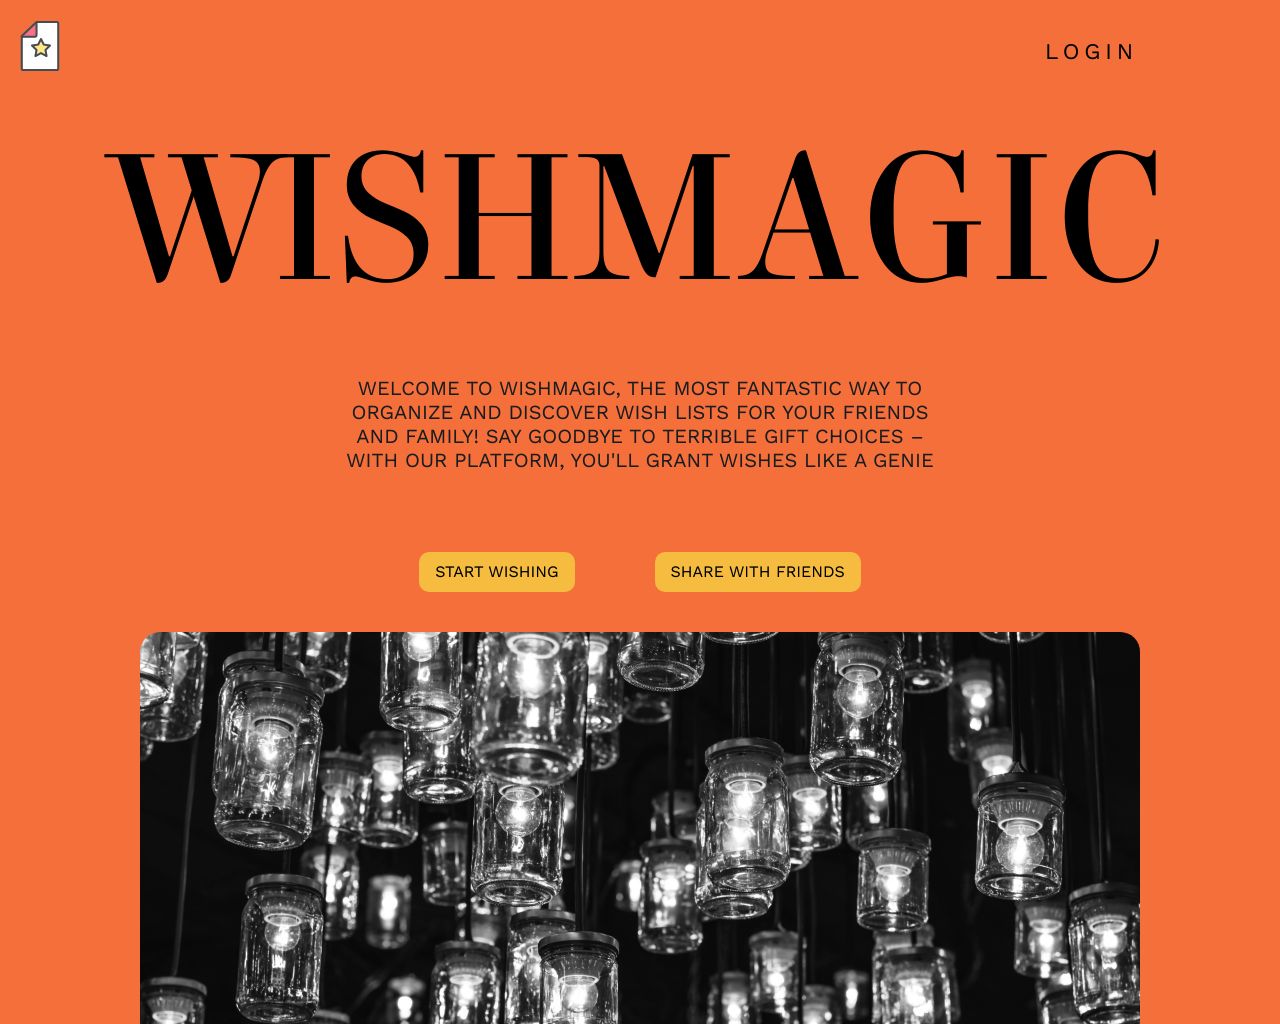 LOGIN
WISHMAGIC
WELCOME TO WISHMAGIC, THE MOST FANTASTIC WAY TO
ORGANIZE AND DISCOVER WISH LISTS FOR YOUR FRIENDS
AND FAMILY! SAY GOODBYE TO TERRIBLE GIFT CHOICES –
WITH OUR PLATFORM, YOU'LL GRANT WISHES LIKE A GENIE
START WISHING
SHARE WITH FRIENDS